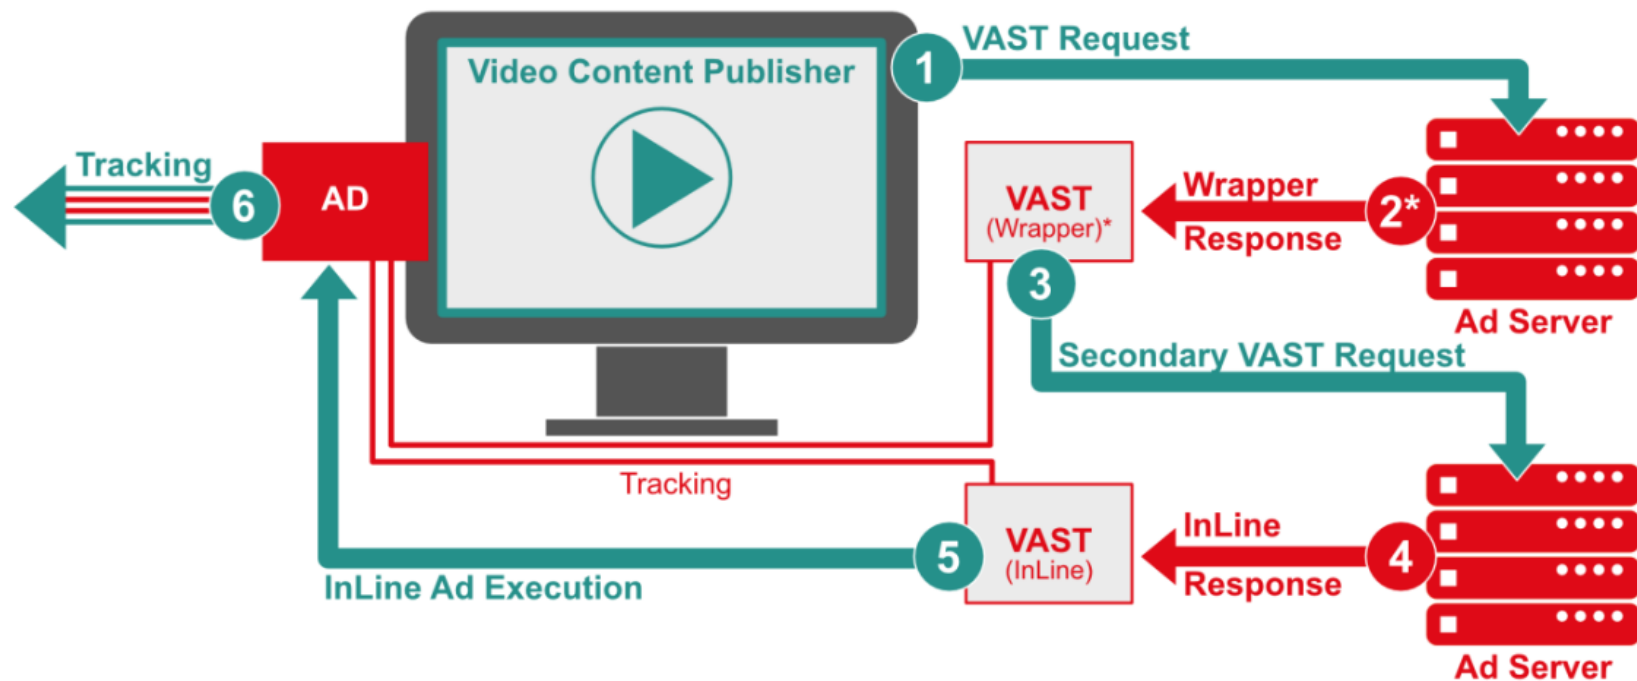 VAST Request
1
Video Content Publisher
Tracking
6
AD
VAST
(Wrapper)*
Wrapper
2*
Response
3
Ad Server
Secondary VAST Request
Tracking
InLine
VAST
(InLine)
5
4
Response
InLine Ad Execution
Ad Server